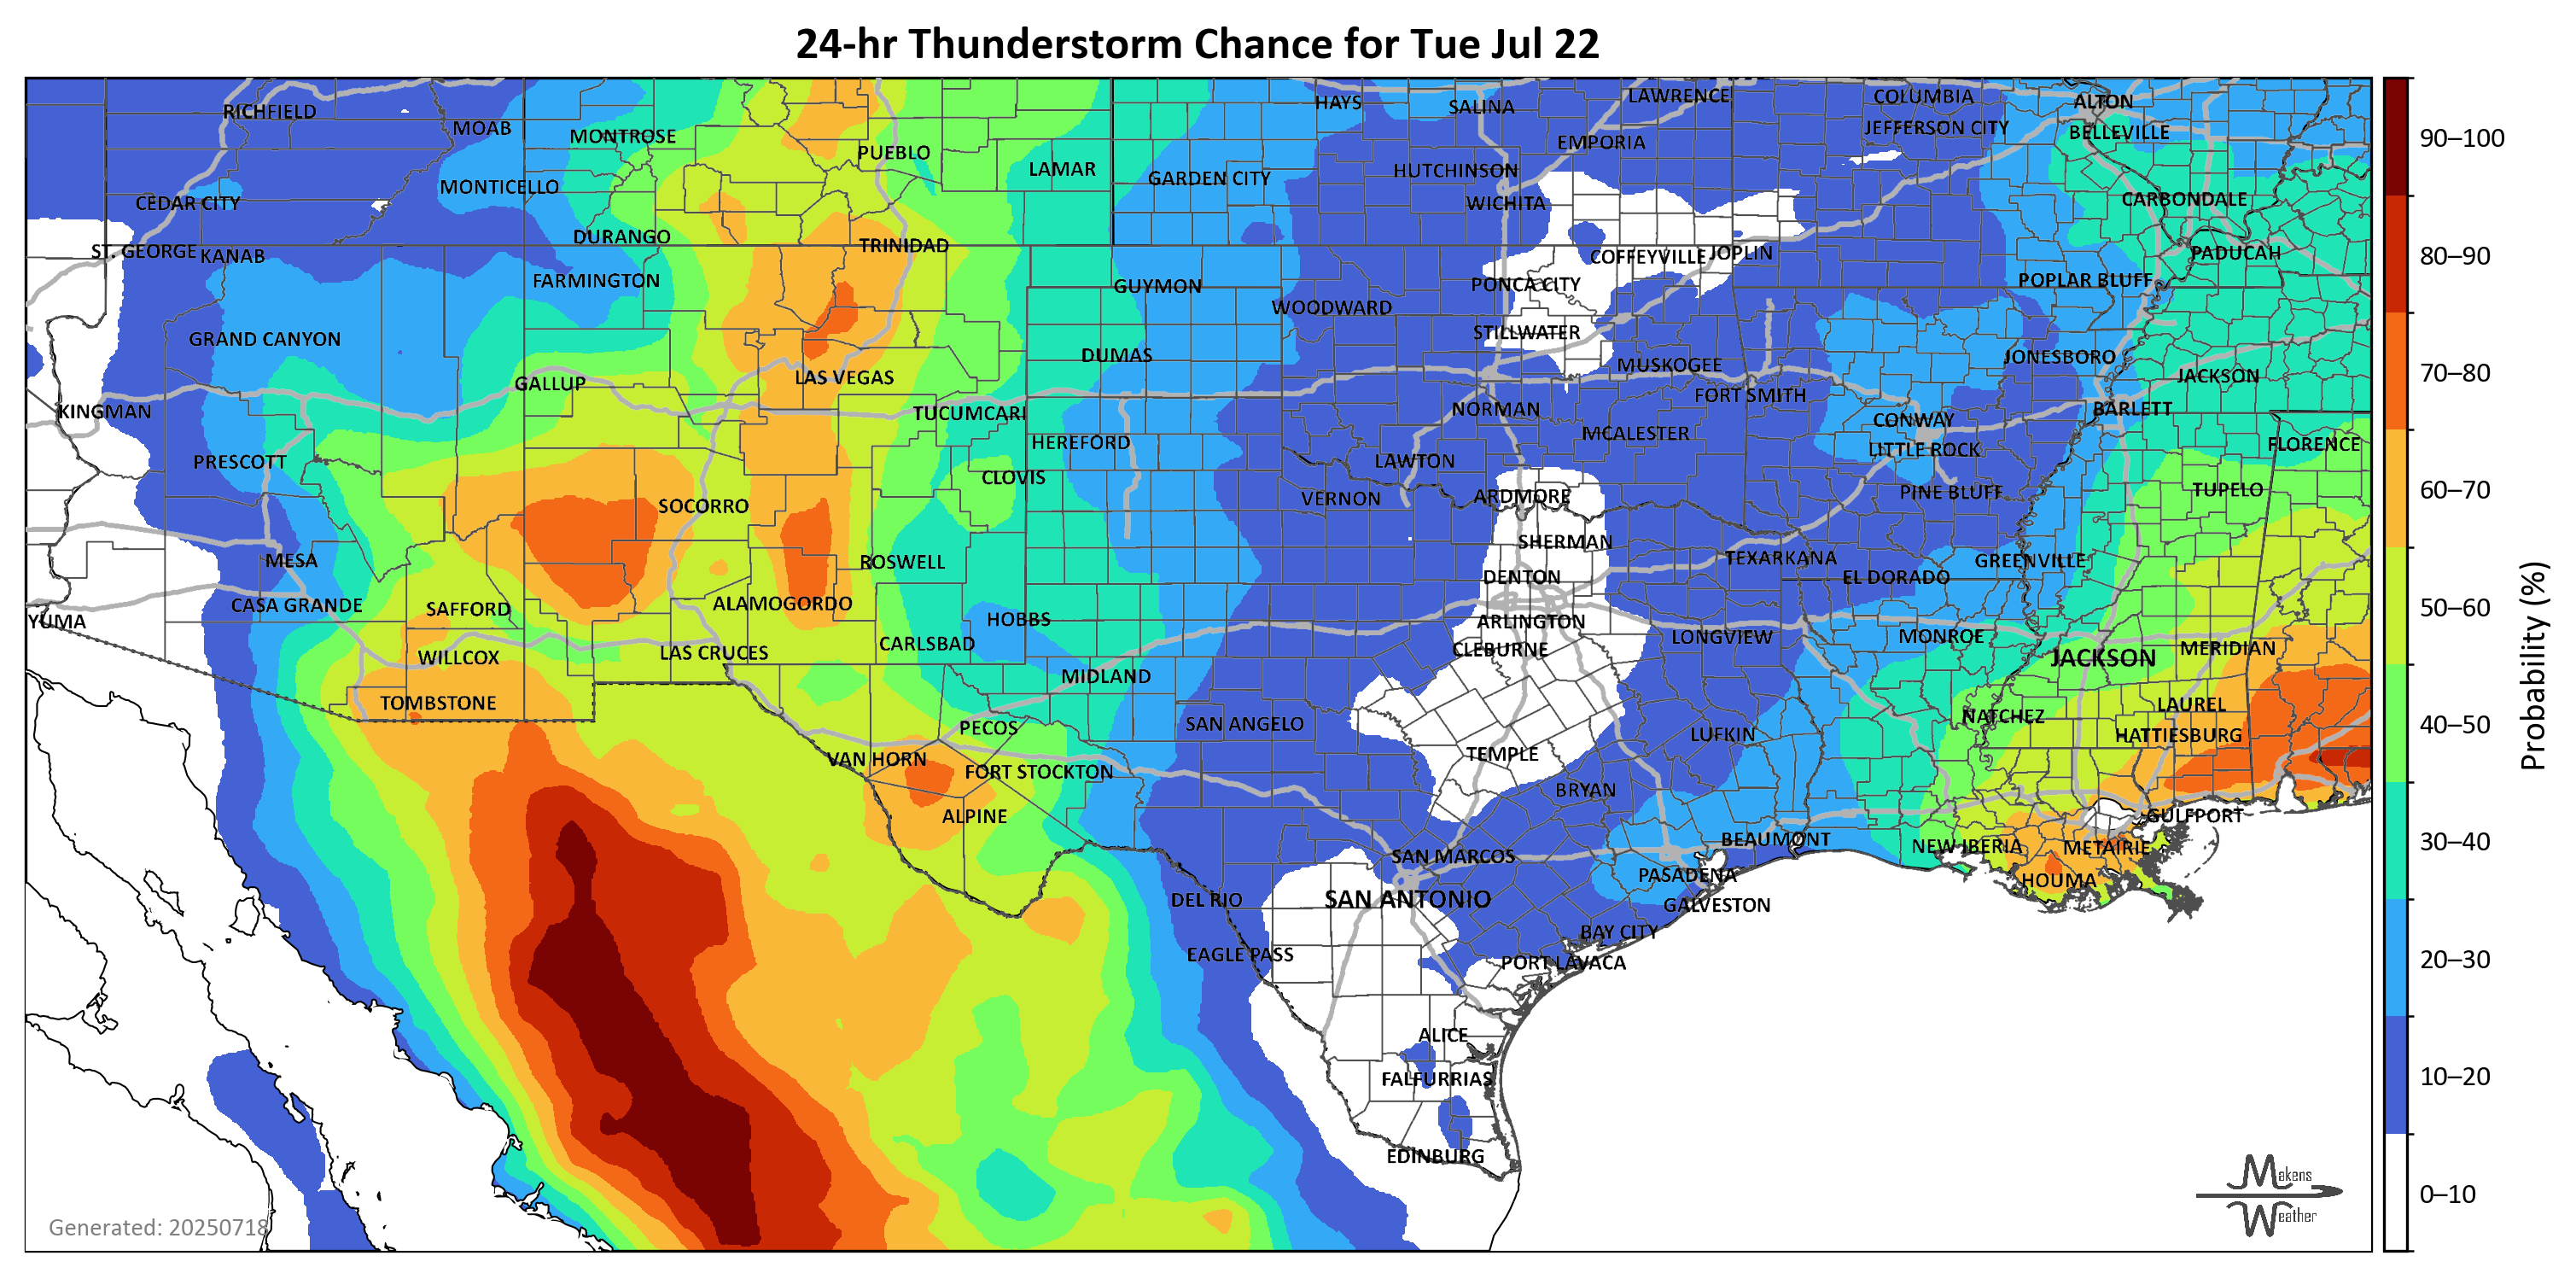 24-hr Thunderstorm Chance for Tue Jul 22
RICHFIELD
MOAB
MONTROSE
PUEBLO
LAMAR
HAYS
SALINA
LAWRENCE
COLUMBIA
ALTON
JEFFERSON CITY
BELLEVILLE
EMPORIA
HUTCHINSON
GARDEN CITY
MONTICELLO
CEDAR CITY
WICHITA
CARBONDALE
DURANGO
TRINIDAD
ST. GEORGE
KANAB
COFFEYVILLE
JOPLIN
PADUCAH
FARMINGTON
GUYMON
PONCA CITY
POPLAR BLUFF
WOODWARD
GRAND CANYON
STILLWATER
DUMAS
JONESBORO
MUSKOGEE
GALLUP
LAS VEGAS
JACKSON
FORT SMITH
KINGMAN
TUCUMCARI
NORMAN
BARLETT
CONWAY
MCALESTER
HEREFORD
FLORENCE
LITTLE ROCK
PRESCOTT
LAWTON
CLOVIS
TUPELO
PINE BLUFF
VERNON
ARDMORE
SOCORRO
SHERMAN
MESA
ROSWELL
TEXARKANA
GREENVILLE
DENTON
EL DORADO
CASA GRANDE
SAFFORD
ALAMOGORDO
YUMA
HOBBS
ARLINGTON
LONGVIEW
MONROE
CARLSBAD
CLEBURNE
MERIDIAN
LAS CRUCES
WILLCOX
JACKSON
MIDLAND
TOMBSTONE
LAUREL
NATCHEZ
SAN ANGELO
PECOS
LUFKIN
HATTIESBURG
VAN HORN
FORT STOCKTON
TEMPLE
BRYAN
ALPINE
GULFPORT
BEAUMONT
NEW IBERIA
METAIRIE
SAN MARCOS
PASADENA
HOUMA
DEL RIO
SAN ANTONIO
GALVESTON
BAY CITY
EAGLE PASS
PORT LAVACA
ALICE
FALFURRIAS
EDINBURG
Generated: 20250718
Makens
Weather
90–100
80–90
70–80
60–70
50–60
40–50
30–40
20–30
10–20
0–10
Probability (%)